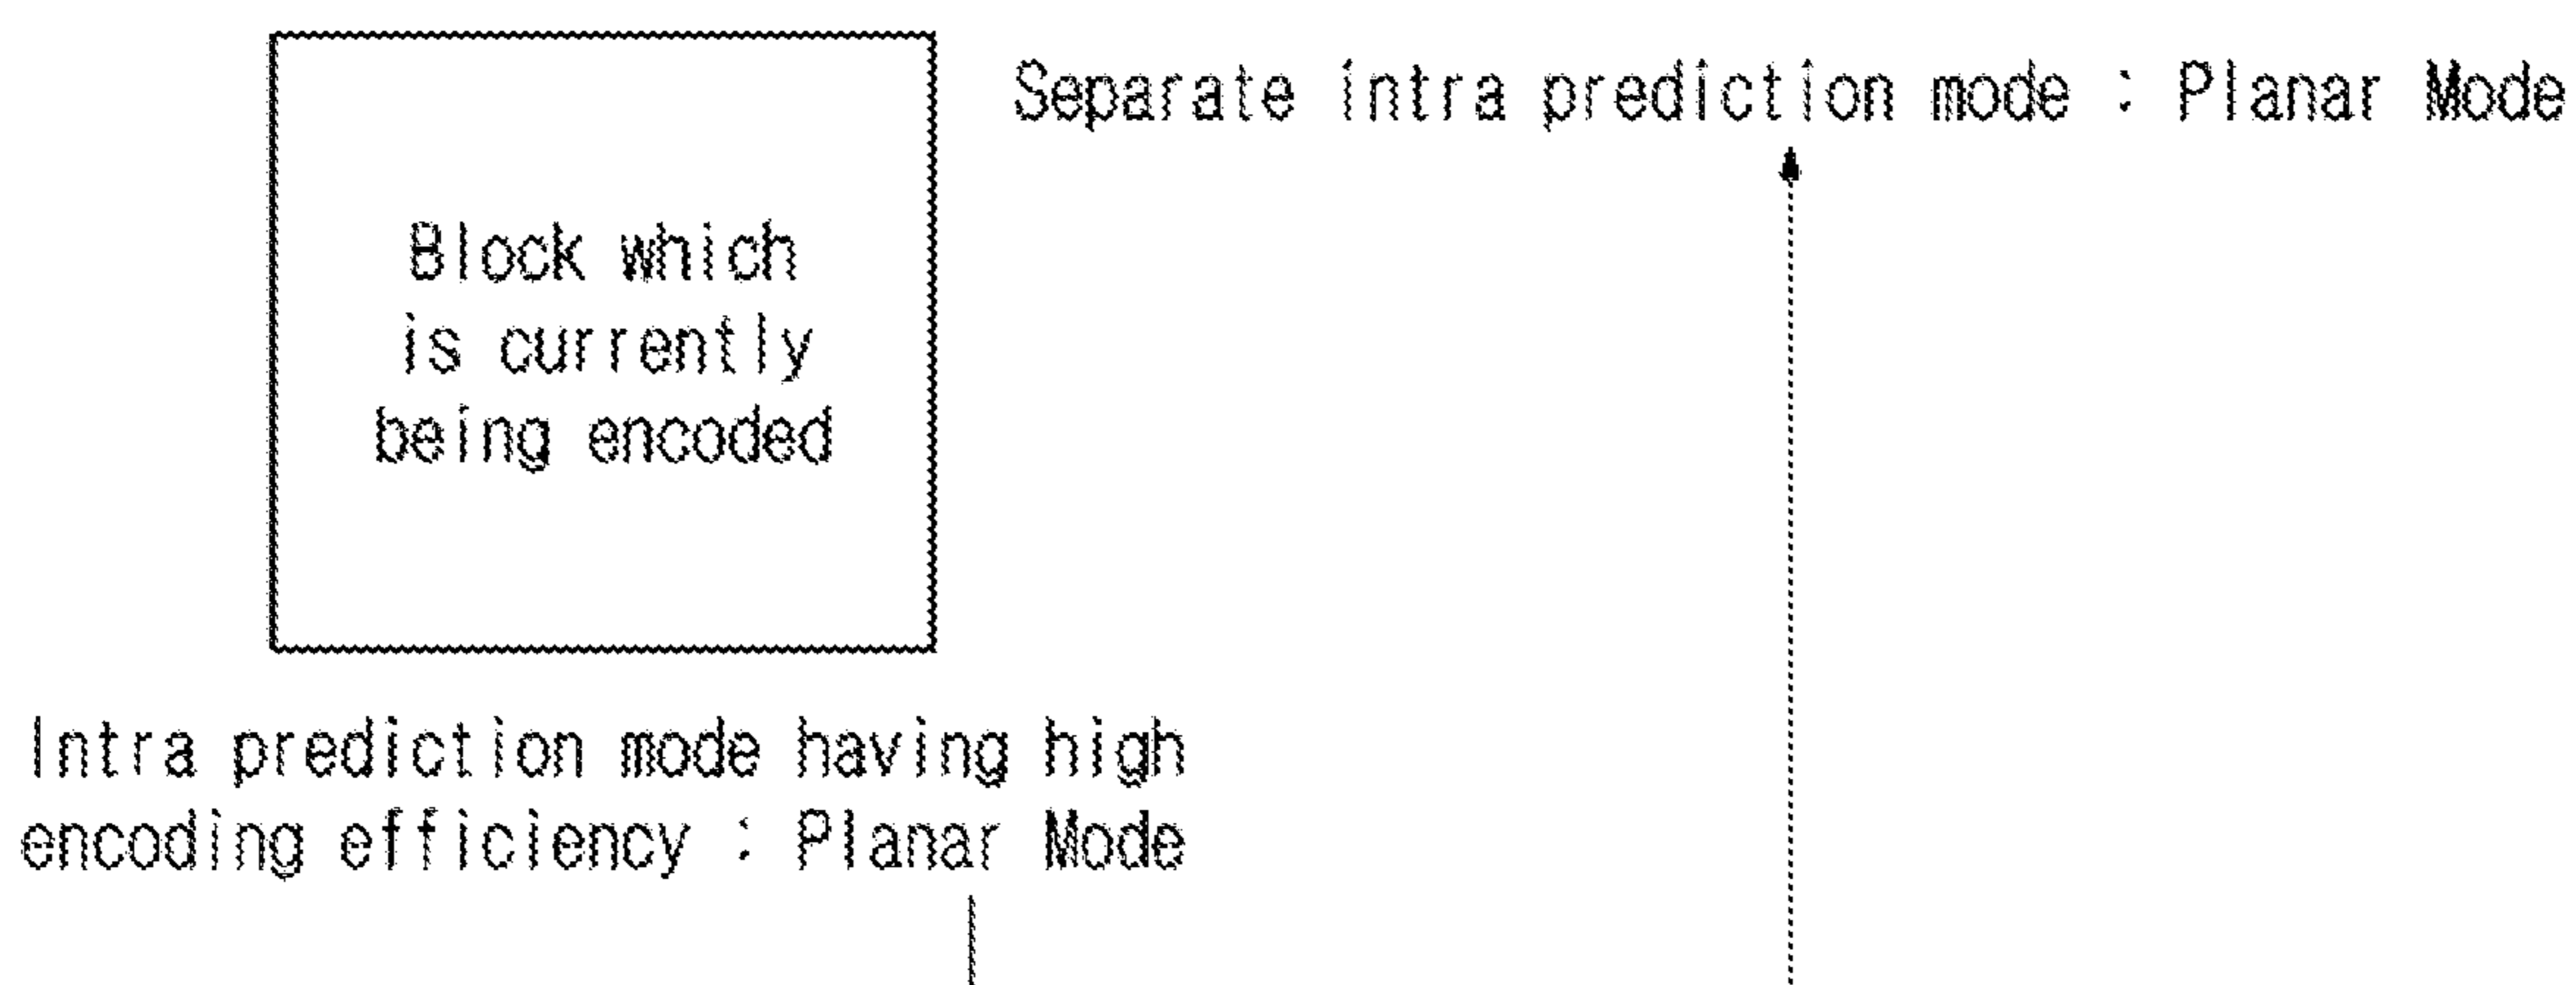 Separate intra prediction mode : Planar Mode
Block which
is currently
being encoded
Intra prediction mode having high
encoding efficiency : Planar Mode